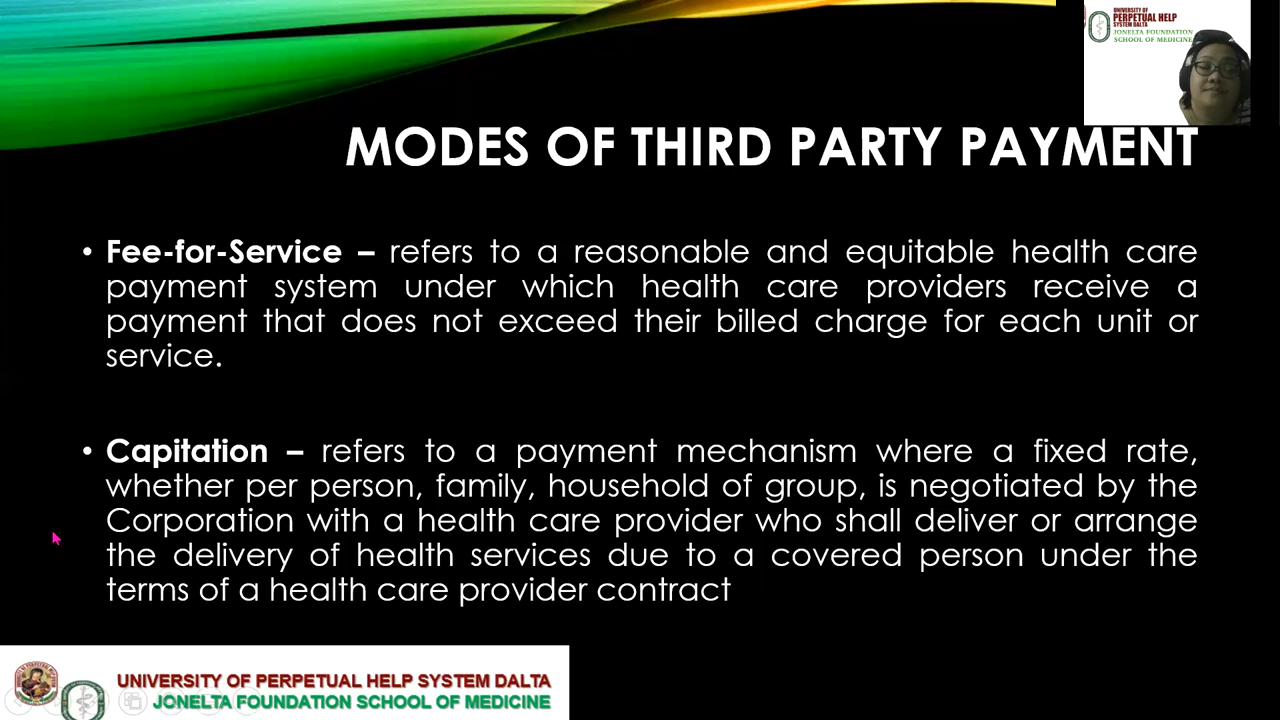 UNIVERSITY OF
PERPETUAL HELP
SYSTEM DALTA
JONELTA FOUNDATION
SCHOOL OF MEDICINE
MODES OF THIRD PARTY PAYMENT
• Fee-for-Service – refers to a reasonable and equitable health care
payment system under which health care providers receive a
payment that does not exceed their billed charge for each unit or
service.
• Capitation – refers to a payment mechanism where a fixed rate,
whether per person, family, household of group, is negotiated by the
Corporation with a health care provider who shall deliver or arrange
the delivery of health services due to a covered person under the
terms of a health care provider contract
UNIVERSITY OF PERPETUAL HELP SYSTEM DALTA
JONELTA FOUNDATION SCHOOL OF MEDICINE